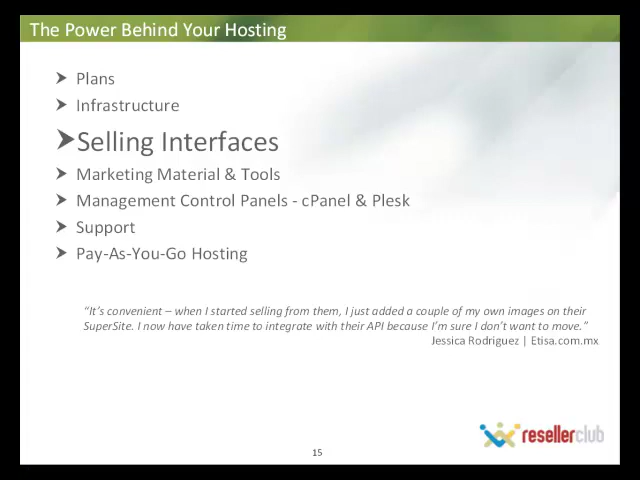 The Power Behind Your Hosting
Plans
Infrastructure
Selling Interfaces
Marketing Material & Tools
Management Control Panels - cPanel & Plesk
Support
Pay-As-You-Go Hosting
“It’s convenient – when I started selling from them, I just added a couple of my own images on their
SuperSite. I now have taken time to integrate with their API because I’m sure I don’t want to move.”
Jessica Rodriguez | Etisa.com.mx
resellerclub
15